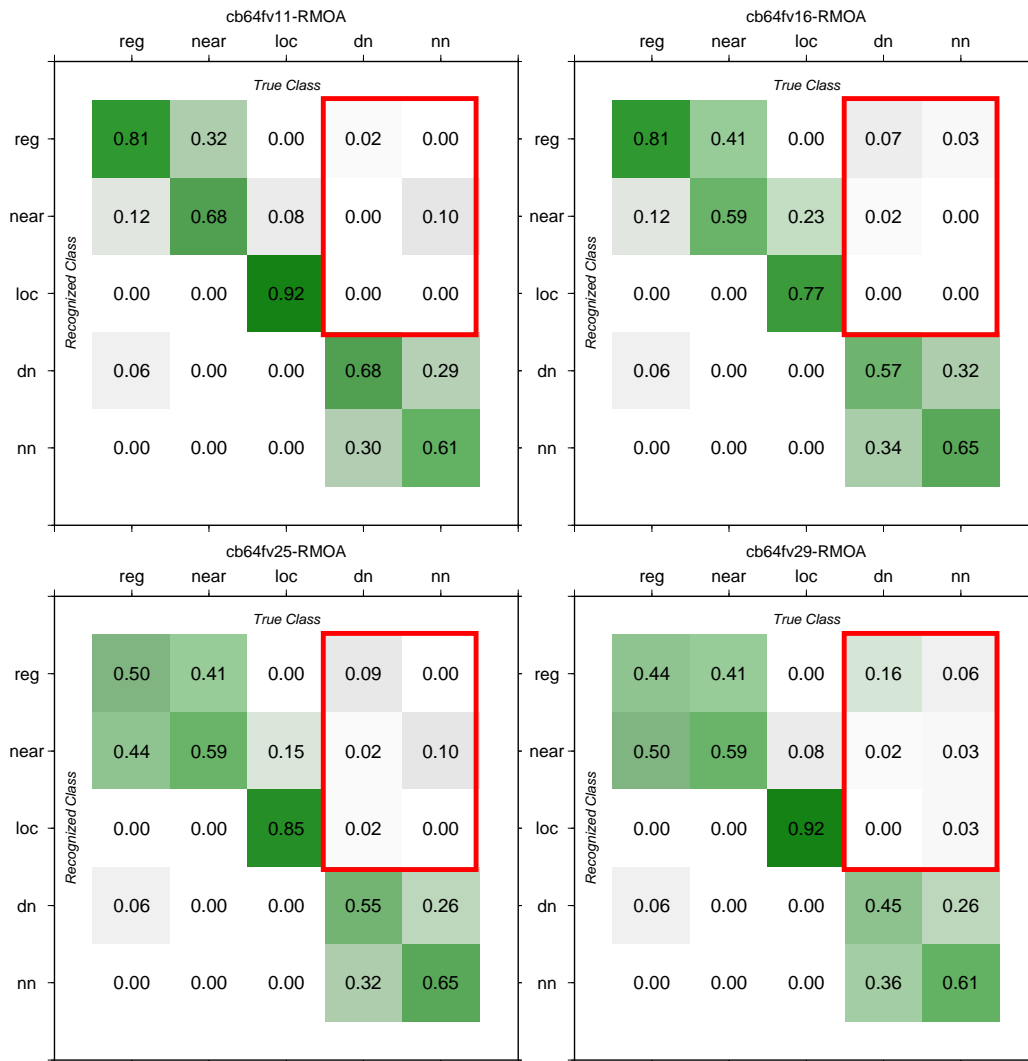 cb64fv11-RMOA
reg near loc dn nn
True Class
Recognized Class
reg 0.81 0.32 0.00 0.02 0.00
near 0.12 0.68 0.08 0.00 0.10
loc 0.00 0.00 0.92 0.00 0.00
dn 0.06 0.00 0.00 0.68 0.29
nn 0.00 0.00 0.00 0.30 0.61
cb64fv16-RMOA
reg near loc dn nn
True Class
Recognized Class
reg 0.81 0.41 0.00 0.07 0.03
near 0.12 0.59 0.23 0.02 0.00
loc 0.00 0.00 0.77 0.00 0.00
dn 0.06 0.00 0.00 0.57 0.32
nn 0.00 0.00 0.00 0.34 0.65
cb64fv25-RMOA
reg near loc dn nn
True Class
Recognized Class
reg 0.50 0.41 0.00 0.09 0.00
near 0.44 0.59 0.15 0.02 0.10
loc 0.00 0.00 0.85 0.02 0.00
dn 0.06 0.00 0.00 0.55 0.26
nn 0.00 0.00 0.00 0.32 0.65
cb64fv29-RMOA
reg near loc dn nn
True Class
Recognized Class
reg 0.44 0.41 0.00 0.16 0.06
near 0.50 0.59 0.08 0.02 0.03
loc 0.00 0.00 0.92 0.00 0.03
dn 0.06 0.00 0.00 0.45 0.26
nn 0.00 0.00 0.00 0.36 0.61